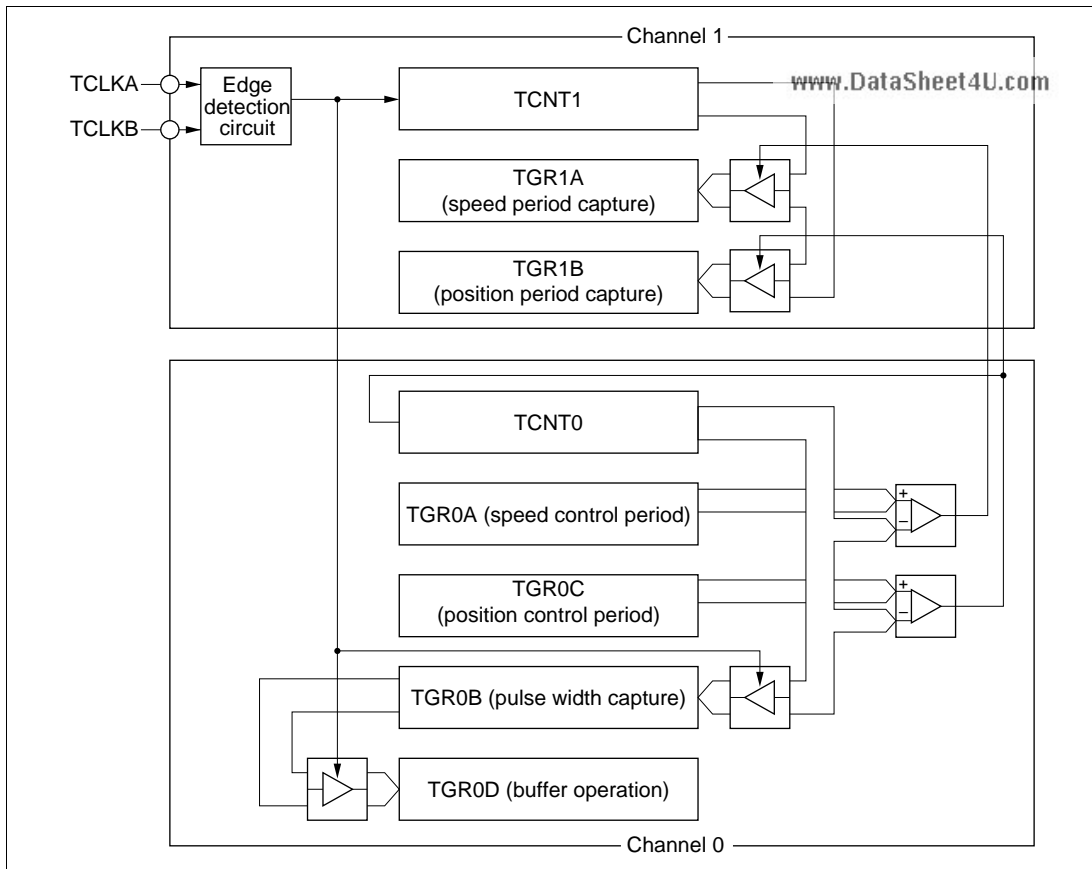 Channel 1
www.DataSheet4U.com
TCLKA
TCLKB
Edge
detection
circuit
TCNT1
TGR1A
(speed period capture)
TGR1B
(position period capture)
TCNT0
TGR0A (speed control period)
+
−
TGR0C
(position control period)
+
−
TGR0B (pulse width capture)
TGR0D (buffer operation)
Channel 0